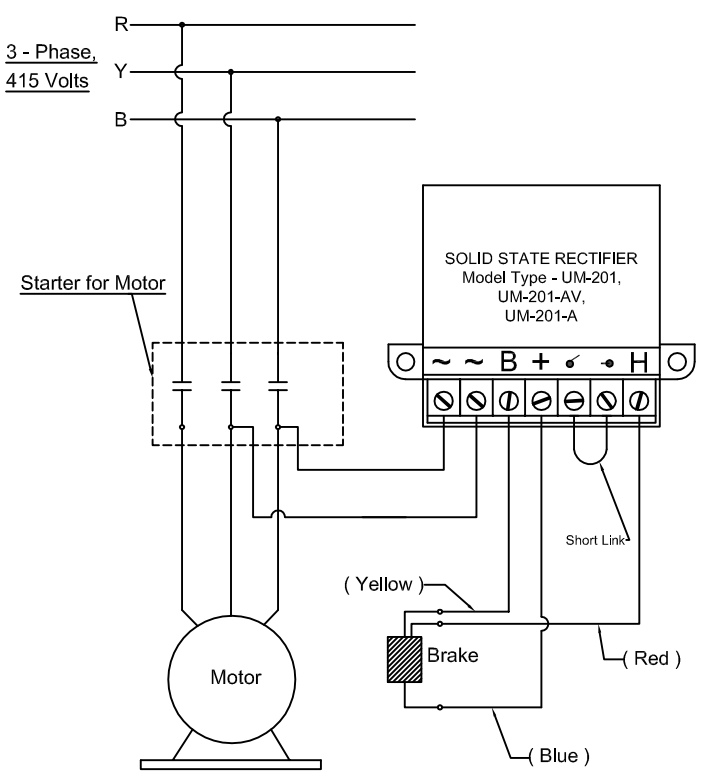 R
3 - Phase,
415 Volts
Y
B
SOLID STATE RECTIFIER
Model Type - UM-201,
UM-201-AV,
UM-201-A
Starter for Motor
~ ~ B + H
Short Link
( Yellow )
Brake
( Red )
Motor
( Blue )